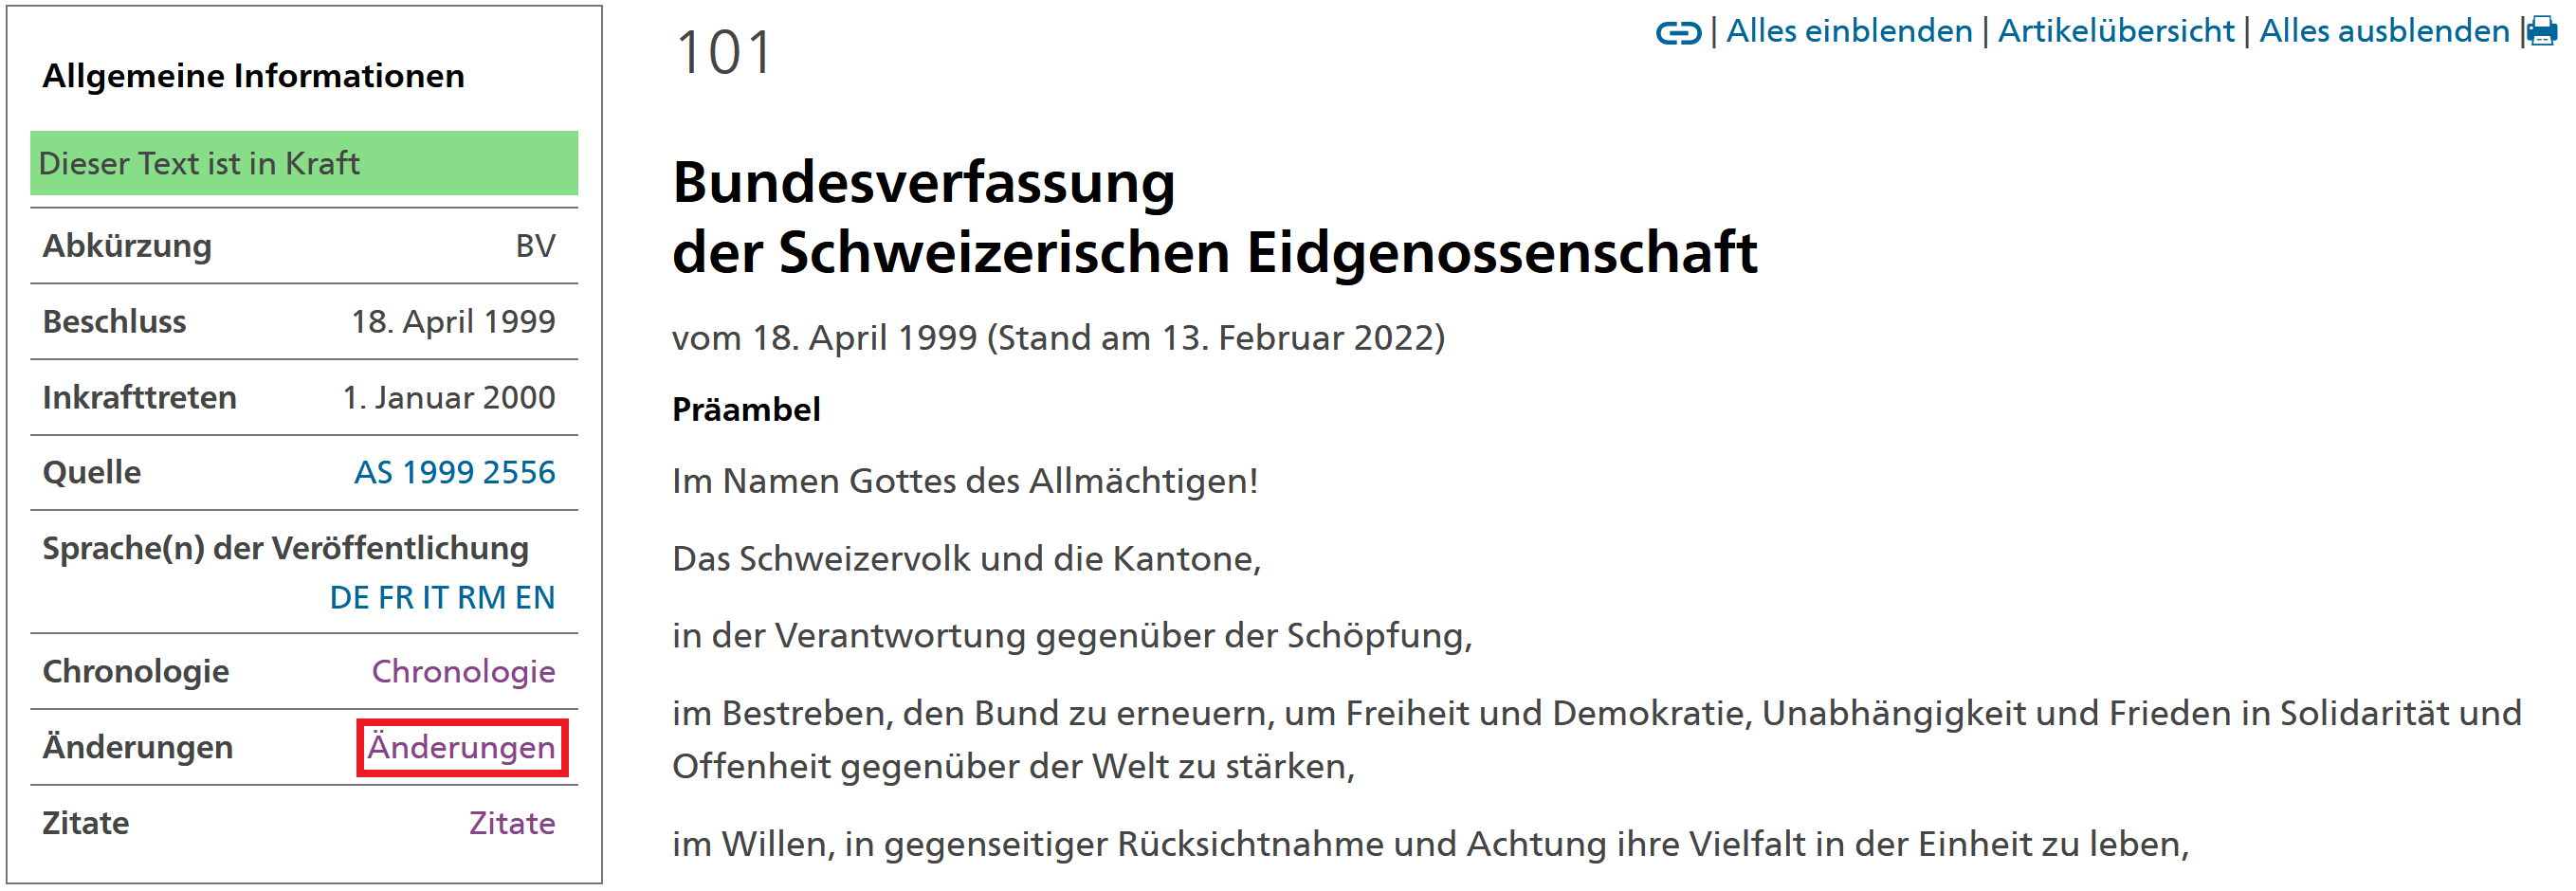 Allgemeine Informationen
Dieser Text ist in Kraft
Abkürzung BV
Beschluss 18. April 1999
Inkrafttreten 1. Januar 2000
Quelle AS 1999 2556
Sprache(n) der Veröffentlichung
DE FR IT RM EN
Chronologie Chronologie
Änderungen Änderungen
Zitate Zitate
101
| Alles einblenden | Artikelübersicht | Alles ausblenden |
Bundesverfassung
der Schweizerischen Eidgenossenschaft
vom 18. April 1999 (Stand am 13. Februar 2022)
Präambel
Im Namen Gottes des Allmächtigen!
Das Schweizervolk und die Kantone,
in der Verantwortung gegenüber der Schöpfung,
im Bestreben, den Bund zu erneuern, um Freiheit und Demokratie, Unabhängigkeit und Frieden in Solidarität und
Offenheit gegenüber der Welt zu stärken,
im Willen, in gegenseitiger Rücksichtnahme und Achtung ihre Vielfalt in der Einheit zu leben,